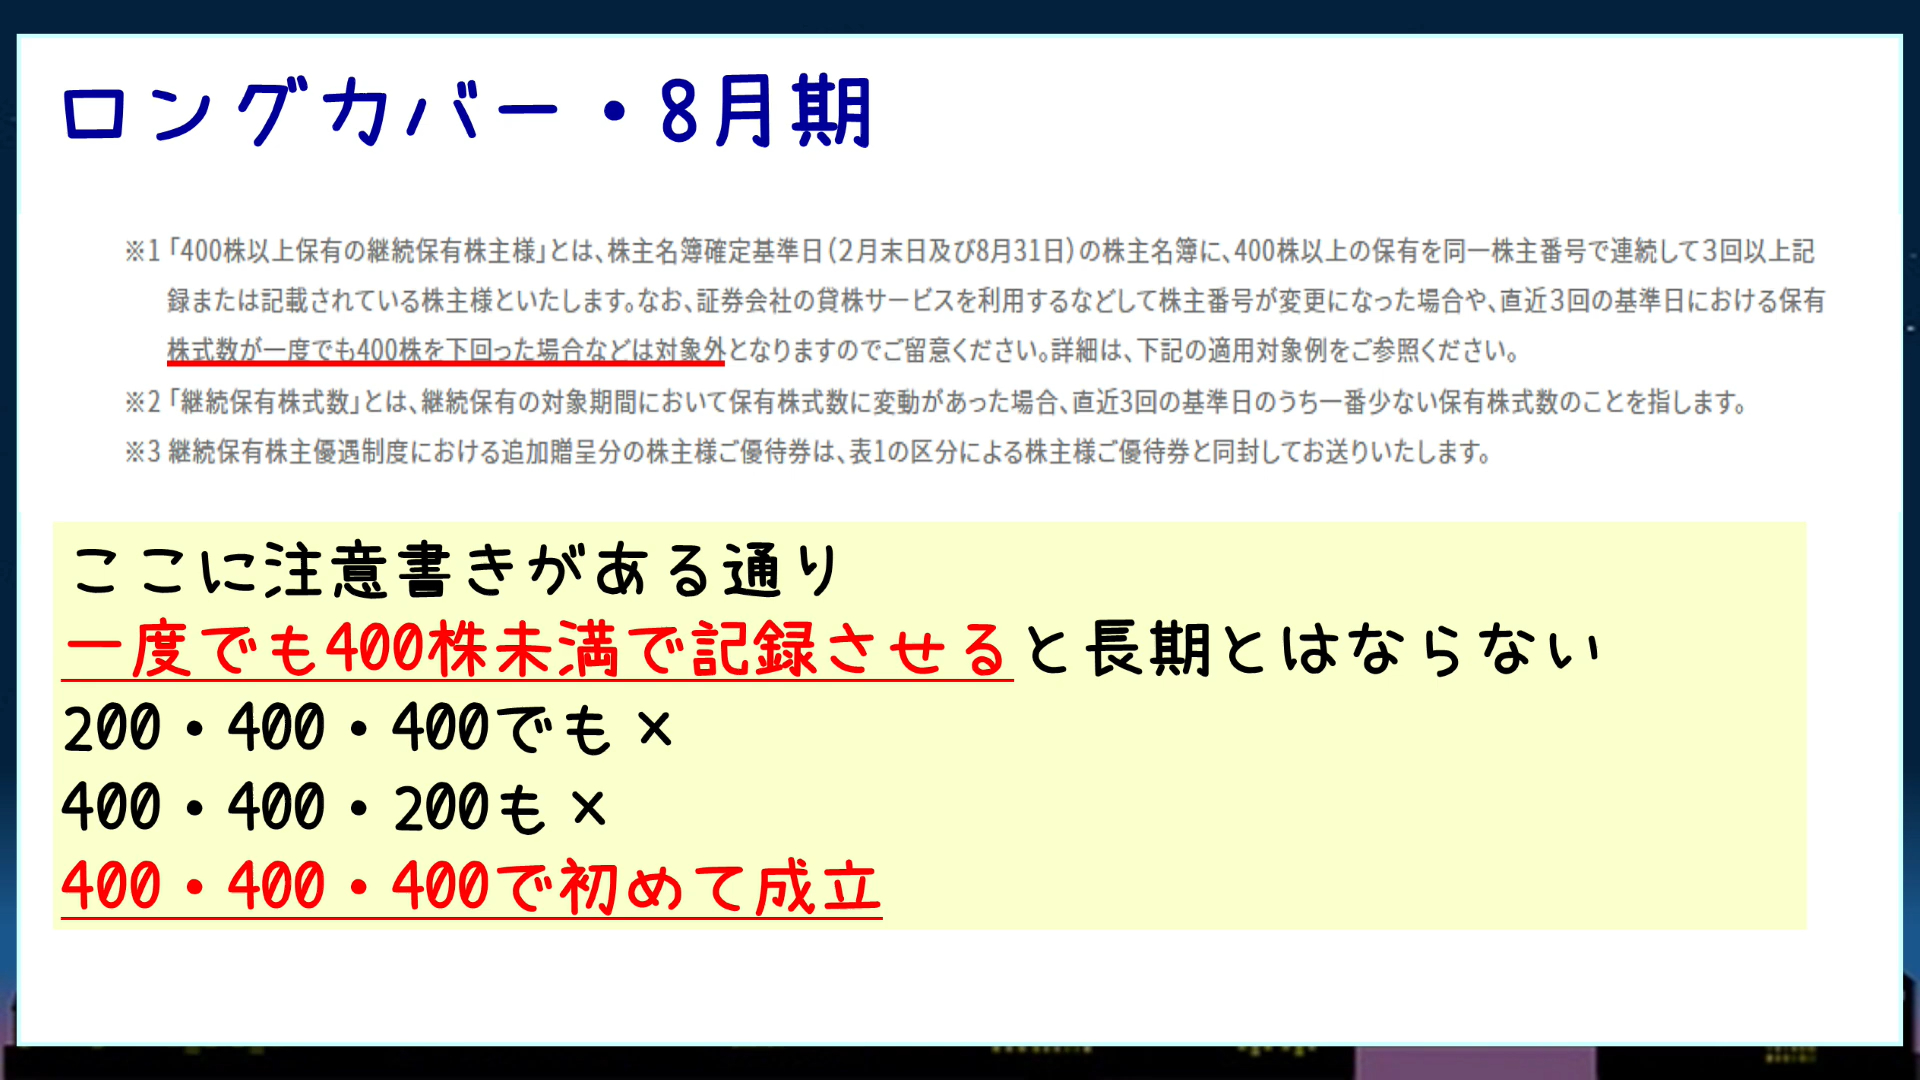 ロングカバー・8月期
※1「400株以上保有の継続保有株主様」とは、株主名簿確定基準日(2月末日及び8月31日)の株主名簿に、400株以上の保有を同一株主番号で連続して3回以上記
録または記載されている株主様といたします。なお、証券会社の貸株サービスを利用するなどして株主番号が変更になった場合や、直近3回の基準日における保有
株式数が一度でも400株を下回った場合などは対象外となりますのでご留意ください。詳細は、下記の適用対象例をご参照ください。
※2「継続保有株式数」とは、継続保有の対象期間において保有株式数に変動があった場合、直近3回の基準日のうち一番少ない保有株式数のことを指します。
※3 継続保有株主優遇制度における追加贈呈分の株主様ご優待券は、表1の区分による株主様ご優待券と同封してお送りいたします。
ここに注意書きがある通り
一度でも400株未満で記録させると長期とはならない
200・400・400でも×
400・400・200も×
400・400・400で初めて成立